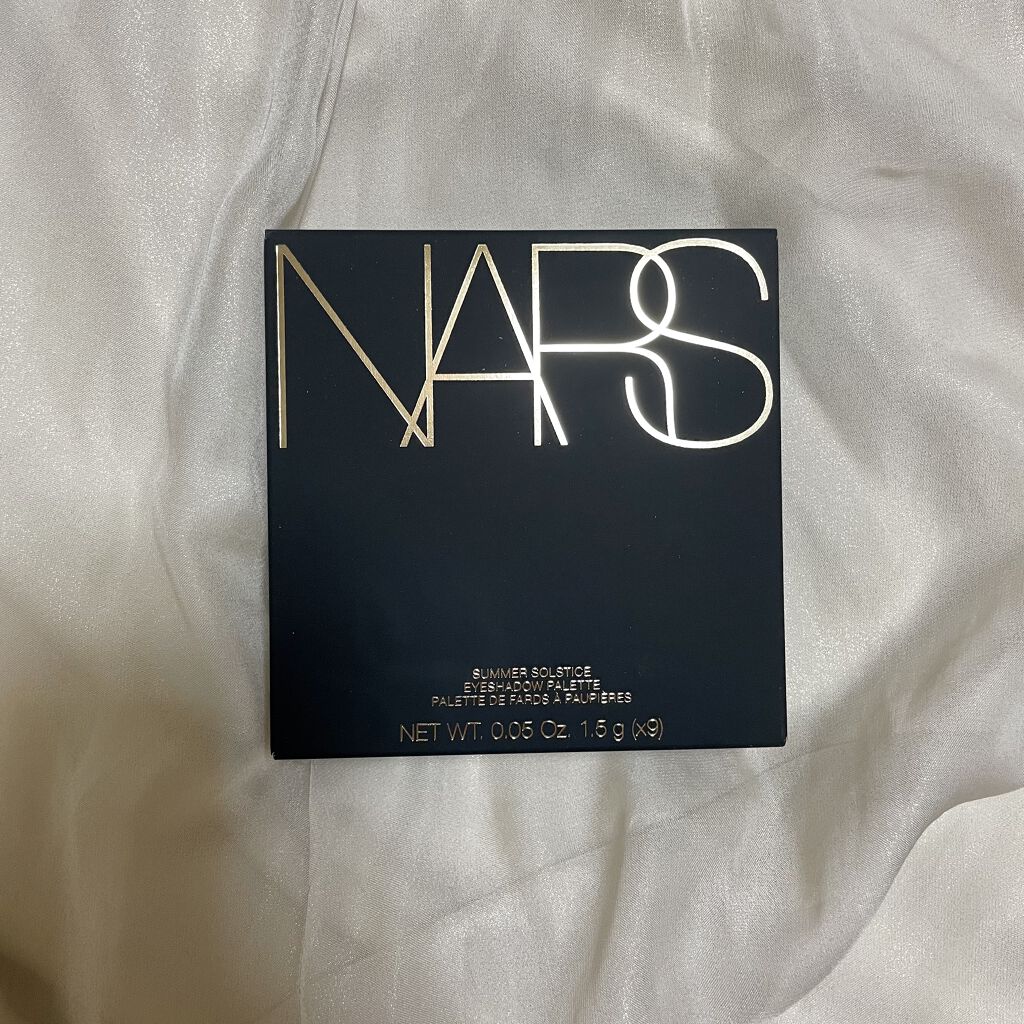 NARS
SUMMER SOLSTICE
EYESHADOW PALETTE
PALETTE DE FARDS À PAUPIÈRES
NET WT. 0.05 Oz. 1.5 g (x9)